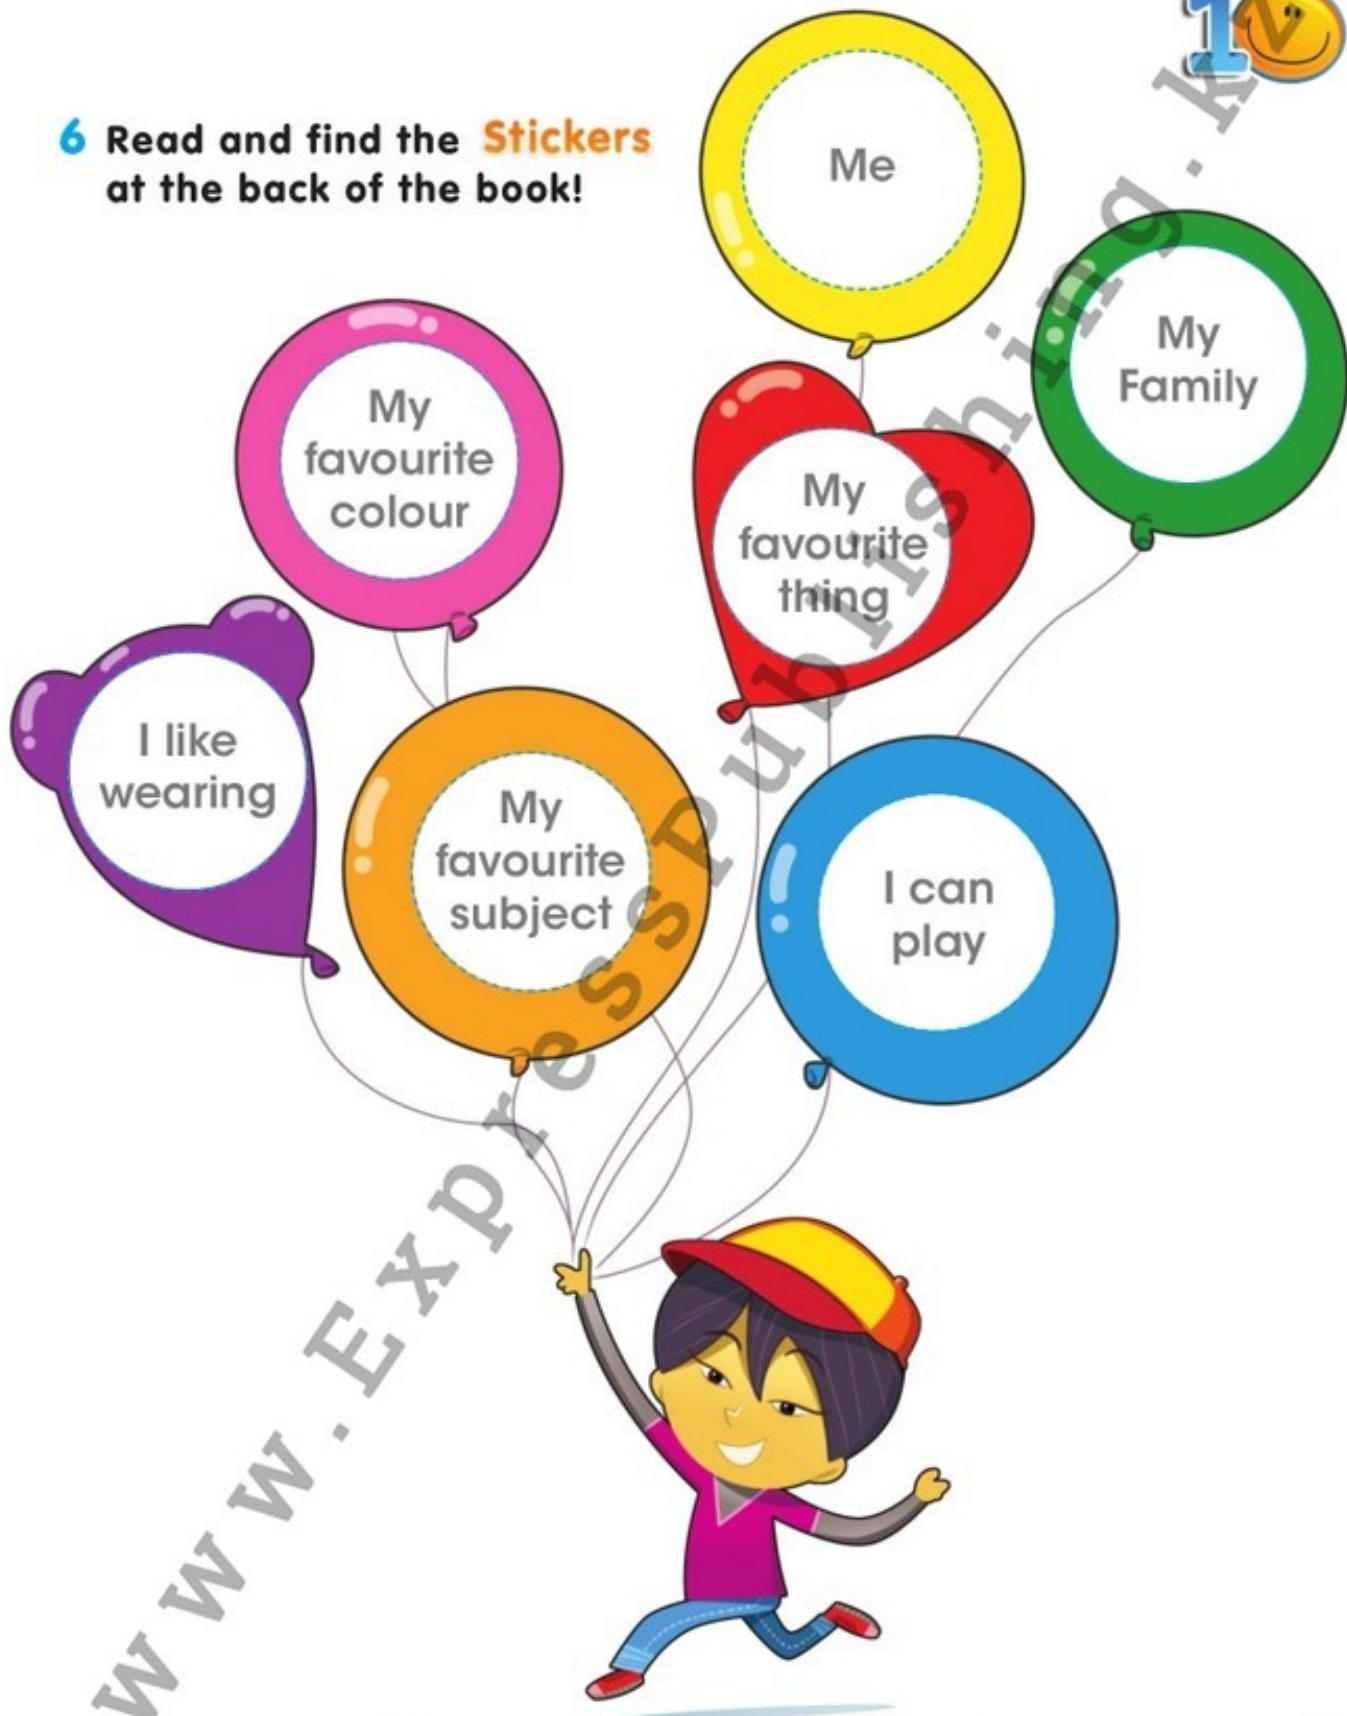 10
6 Read and find the Stickers
at the back of the book!
Me
My
Family
My
favourite
colour
My
favourite
thing
I like
wearing
My
favourite
subject
I can
play
www.Expresspublishing.kz